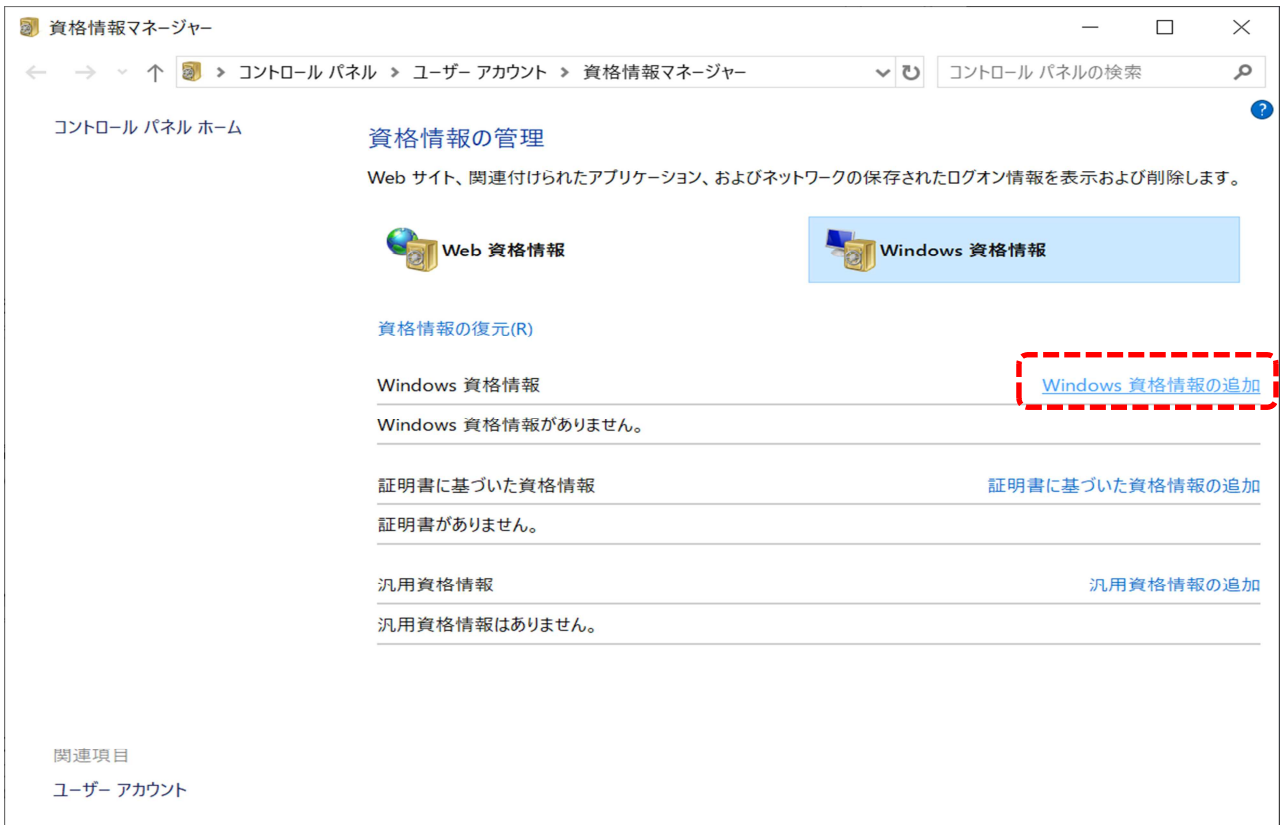 資格情報マネージャー
コントロール パネル > ユーザー アカウント > 資格情報マネージャー
コントロール パネルの検索
?
コントロール パネル ホーム
資格情報の管理
Web サイト、関連付けられたアプリケーション、およびネットワークの保存されたログオン情報を表示および削除します。
Web 資格情報
Windows 資格情報
資格情報の復元(R)
Windows 資格情報
Windows 資格情報の追加
Windows 資格情報がありません。
証明書に基づいた資格情報
証明書に基づいた資格情報の追加
証明書がありません。
汎用資格情報
汎用資格情報の追加
汎用資格情報はありません。
関連項目
ユーザー アカウント